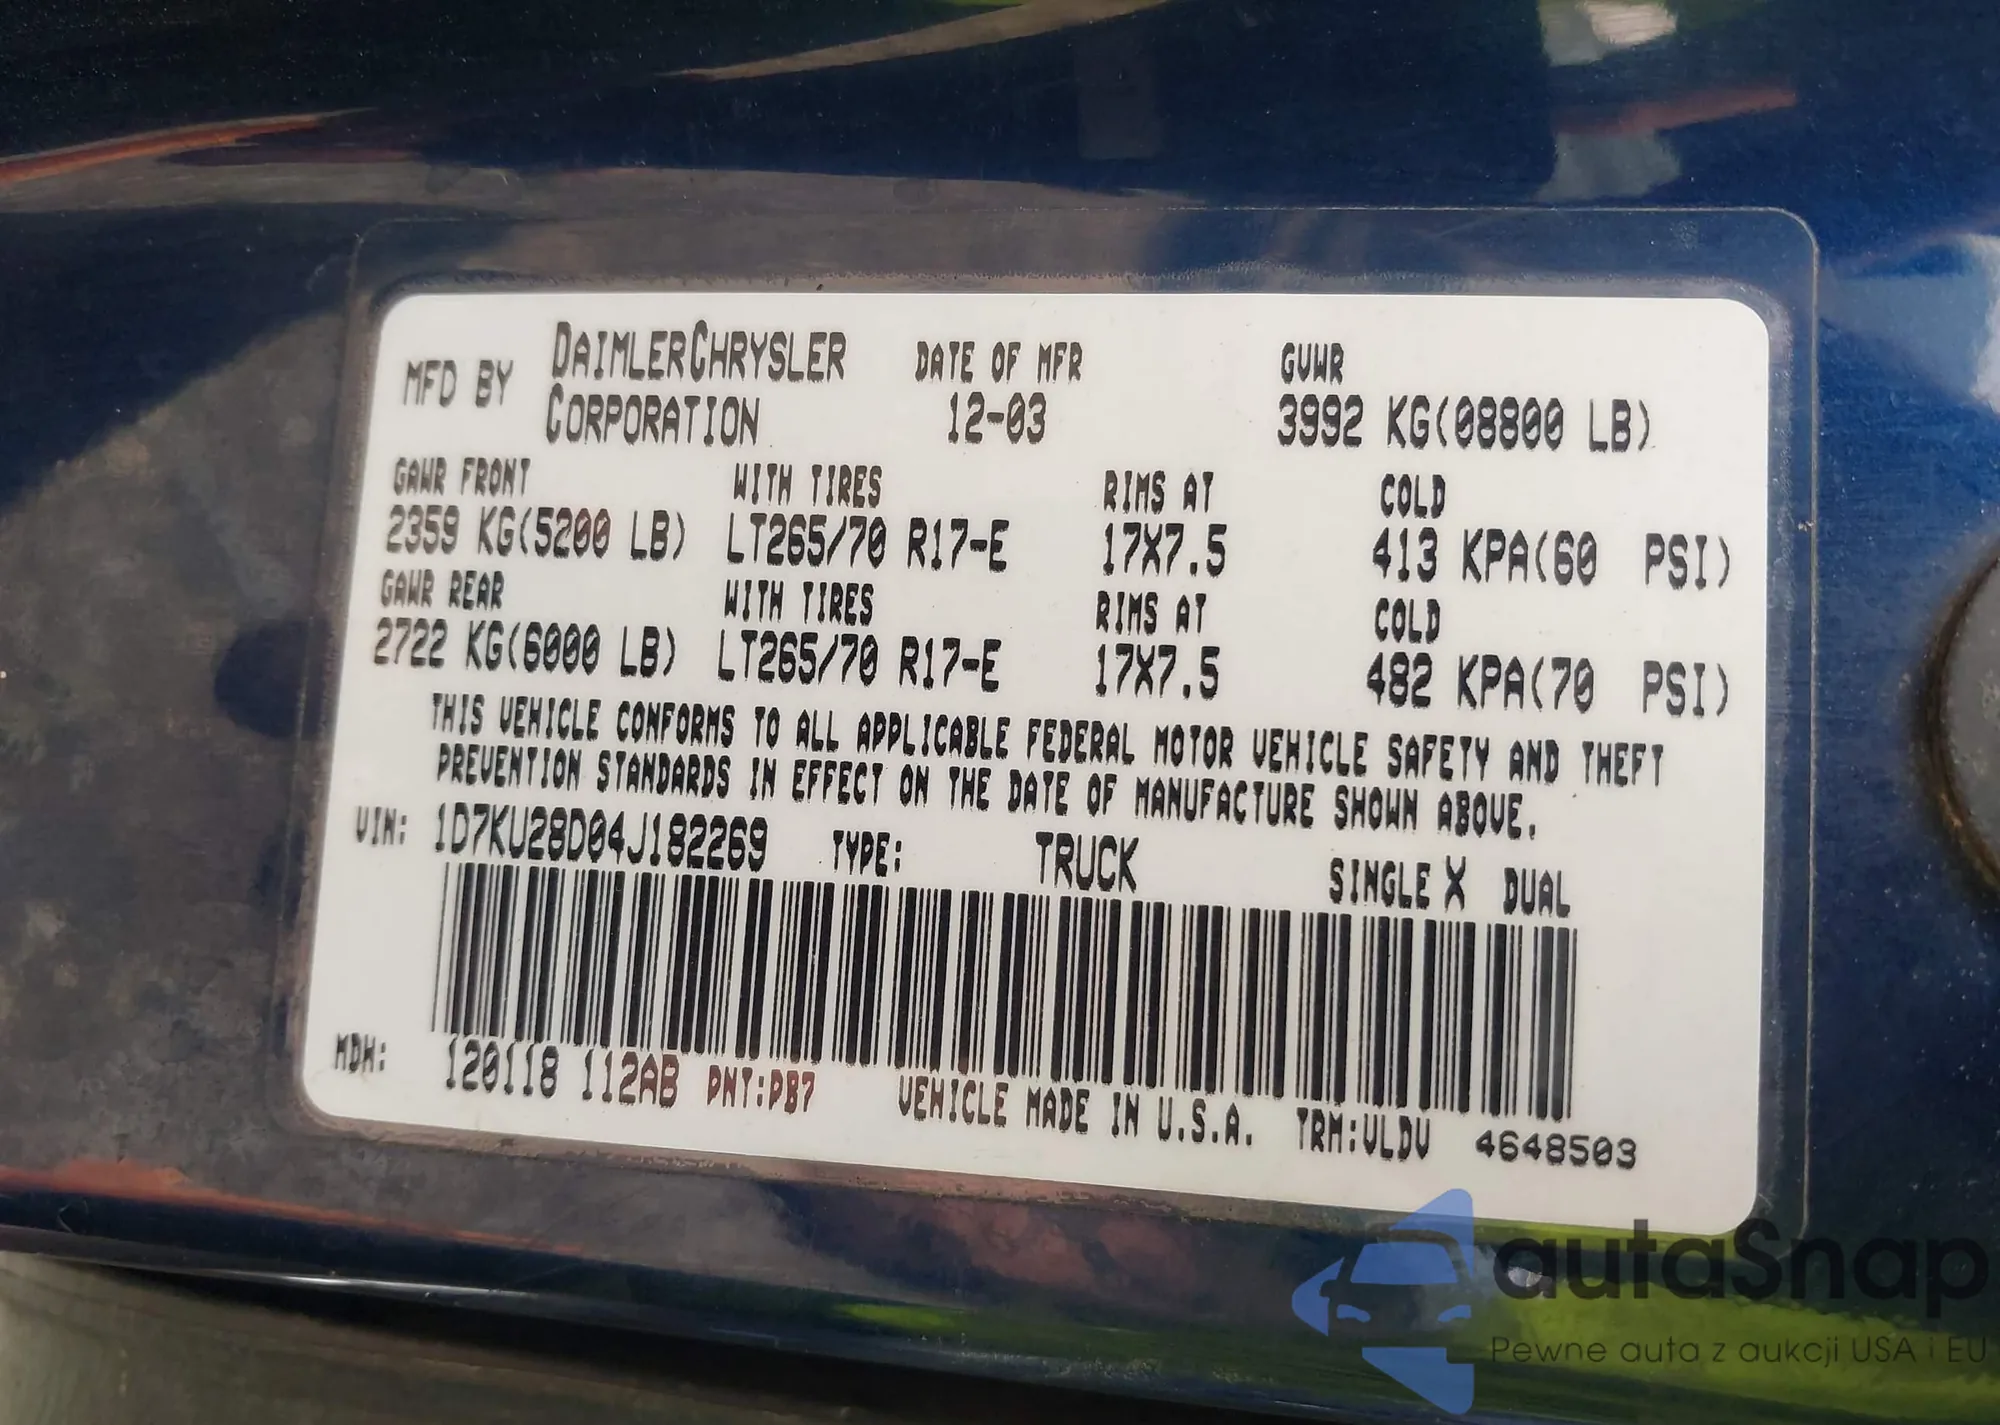 MFD BY DAIMLERCHRYSLER CORPORATION DATE OF MFR 12-03 GVWR 3992 KG(08800 LB)
GAWR FRONT WITH TIRES RIMS AT COLD
2359 KG(5200 LB) LT265/70 R17-E 17X7.5 413 KPA(60 PSI)
GAWR REAR WITH TIRES RIMS AT COLD
2722 KG(6000 LB) LT265/70 R17-E 17X7.5 482 KPA(70 PSI)
THIS VEHICLE CONFORMS TO ALL APPLICABLE FEDERAL MOTOR VEHICLE SAFETY AND THEFT
PREVENTION STANDARDS IN EFFECT ON THE DATE OF MANUFACTURE SHOWN ABOVE.
VIN: 1D7KU28D04J182269 TYPE: TRUCK SINGLE X DUAL
MDH: 120118 112AB PNT:PB7 VEHICLE MADE IN U.S.A. TRM:VLDV 4648503
autaSnap
Pewne auta z aukcji USA i EU